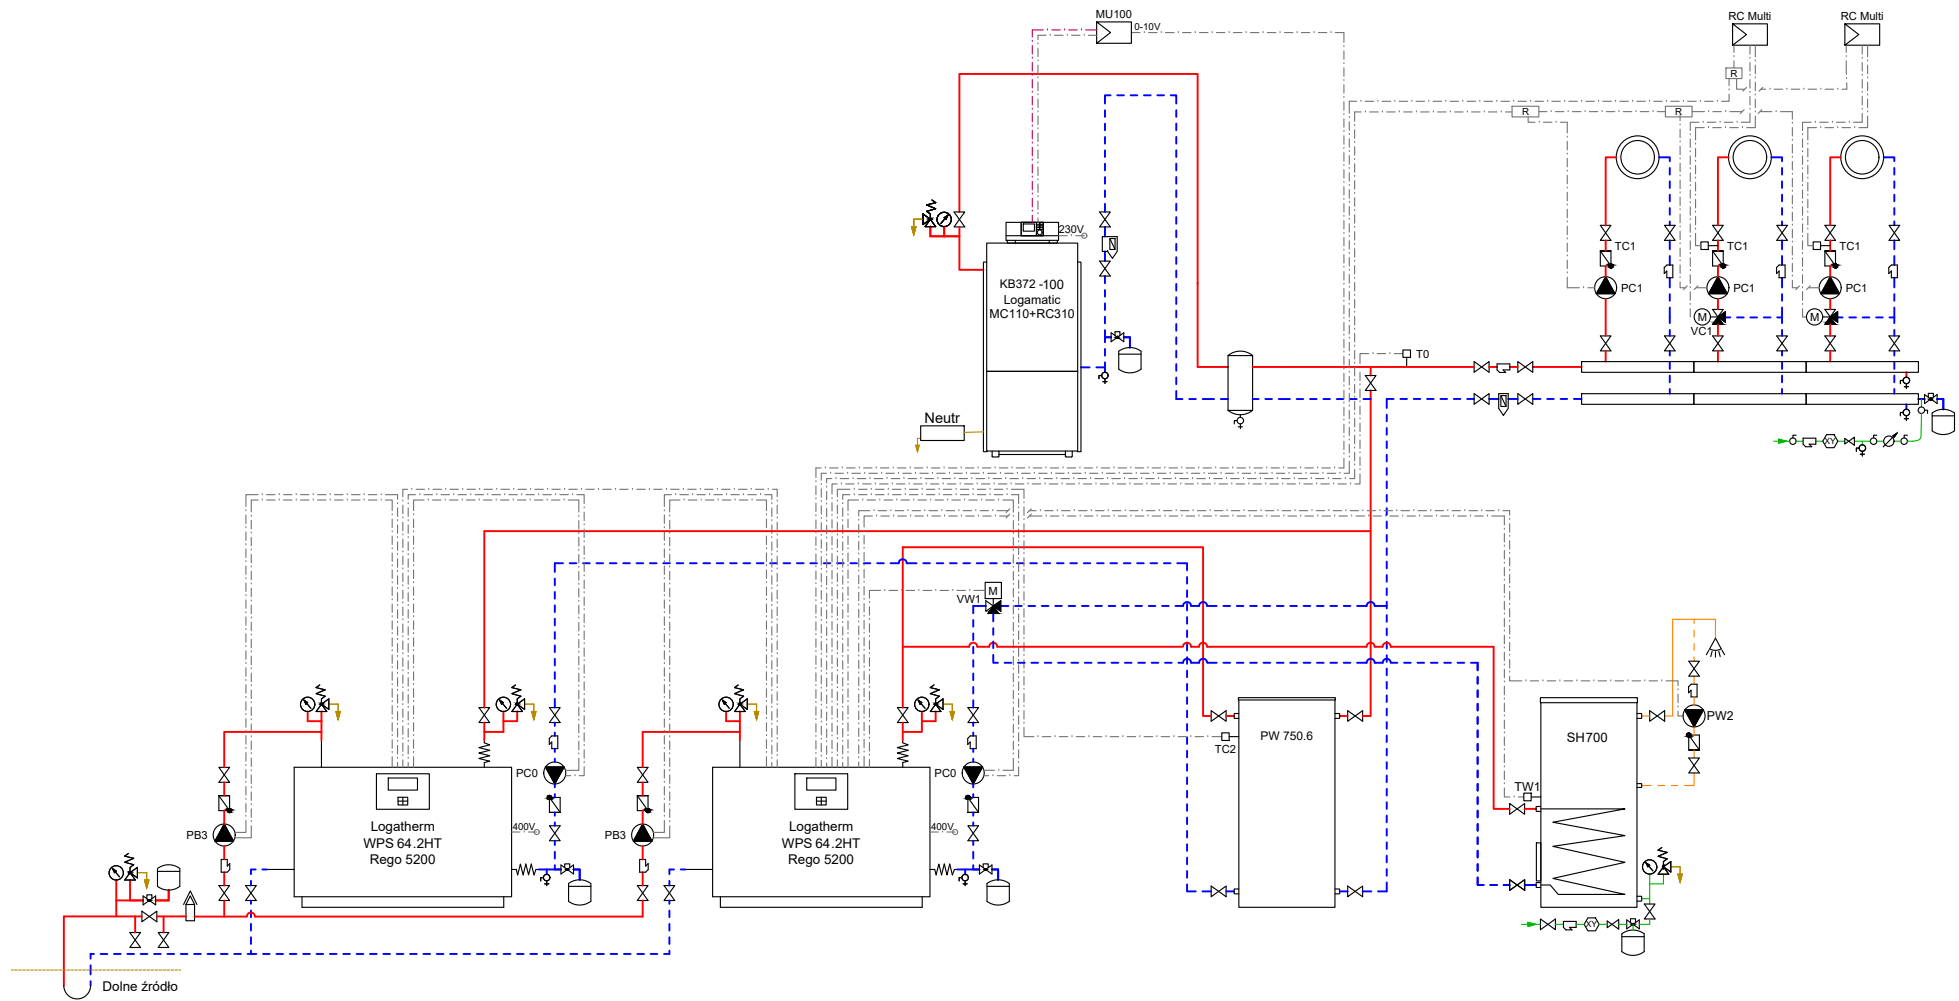 MU100
0-10V
RC Multi
RC Multi
R
R
R
230V
KB372 -100
Logamatic
MC110+RC310
Neutr
TC1
TC1
TC1
PC1
PC1
PC1
M
M
VC1
T0
XY
M
VW1
PC0
PC0
PB3
PB3
Logatherm
WPS 64.2HT
Rego 5200
400V
Logatherm
WPS 64.2HT
Rego 5200
400V
TC2
PW 750.6
SH700
PW2
TW1
XY
Dolne źródło